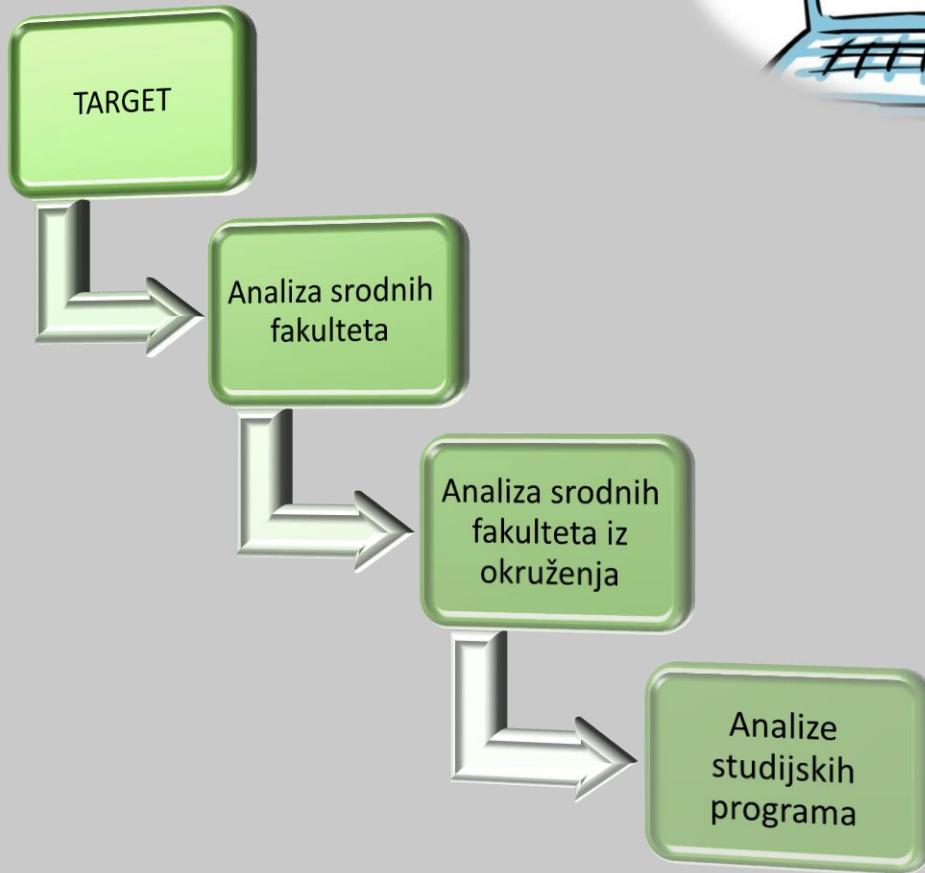 TARGET
Analiza srodnih
fakulteta
Analiza srodnih
fakulteta iz
okruženja
Analize
studijskih
programa